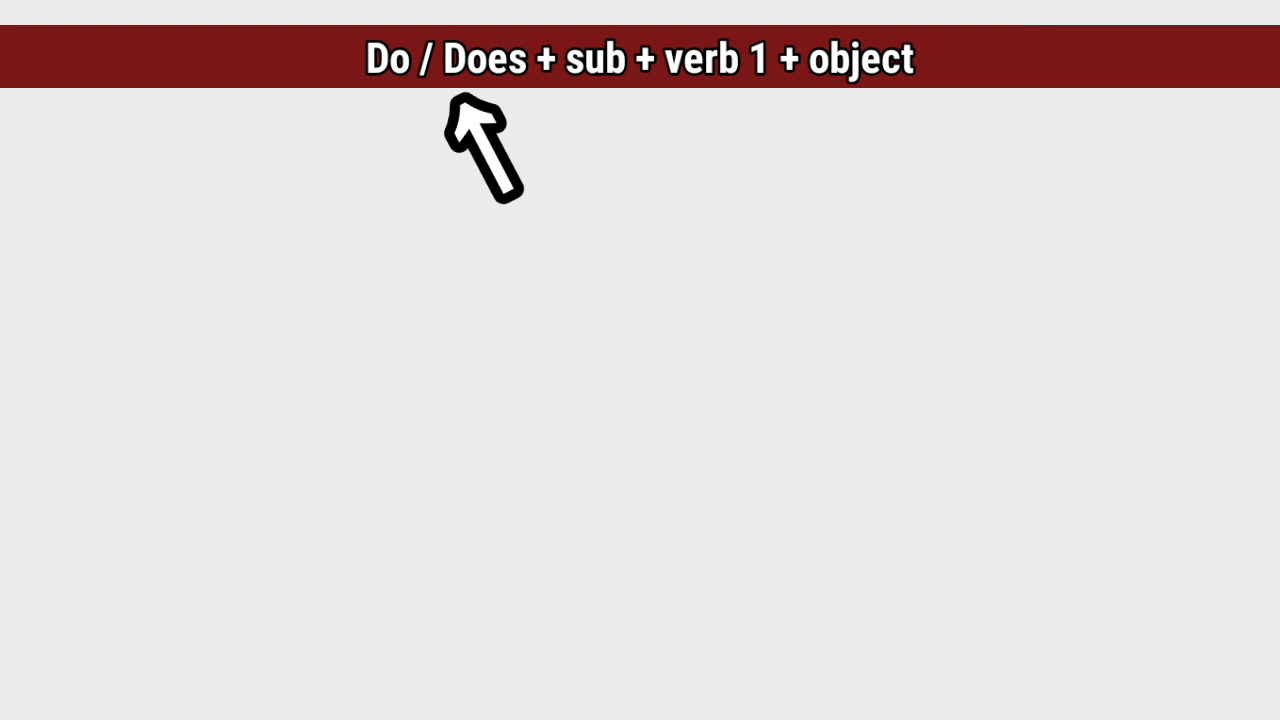 Do / Does + sub + verb 1 + object